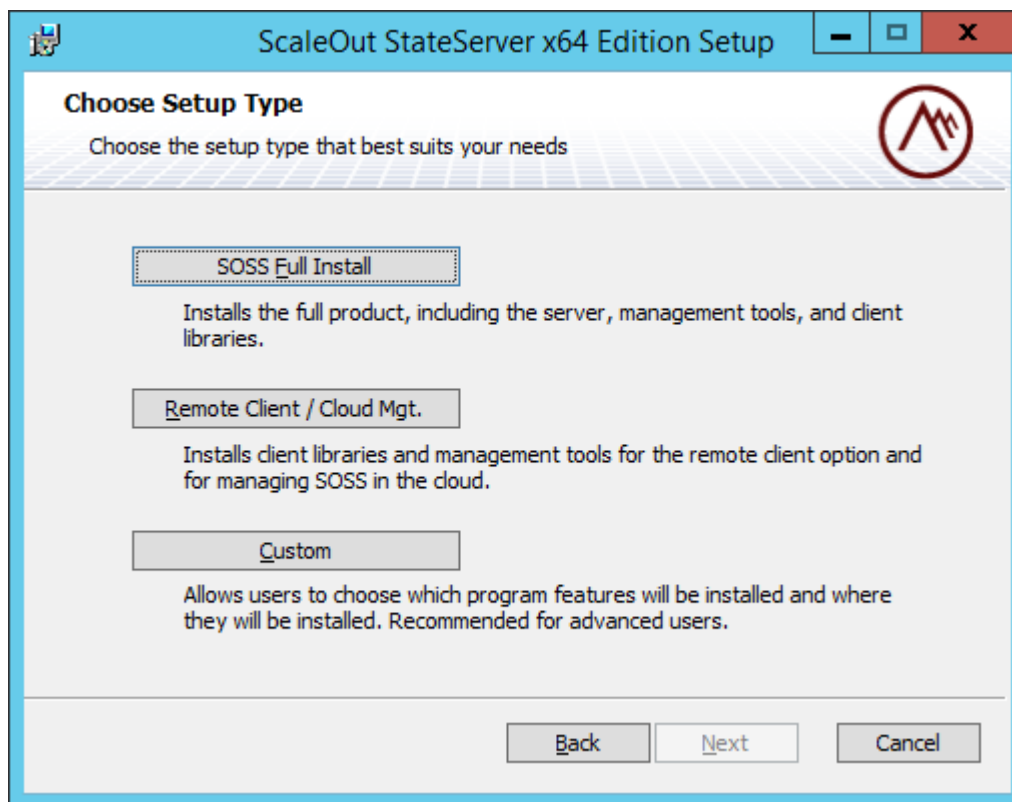 ScaleOut StateServer x64 Edition Setup
Choose Setup Type
Choose the setup type that best suits your needs
SOSS Full Install
Installs the full product, including the server, management tools, and client
libraries.
Remote Client / Cloud Mgt.
Installs client libraries and management tools for the remote client option and
for managing SOSS in the cloud.
Custom
Allows users to choose which program features will be installed and where
they will be installed. Recommended for advanced users.
Back Next Cancel